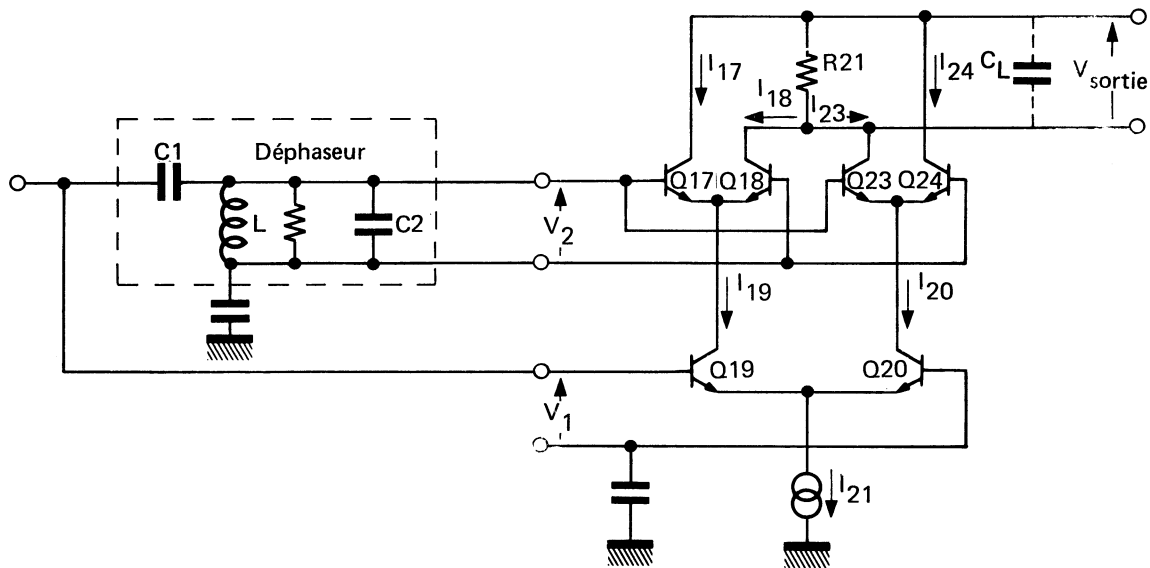 I17
R21
I24
CL
Vsortie
I18
I23
C1
Déphaseur
Q17
Q18
Q23
Q24
L
C2
V2
I19
I20
Q19
Q20
V1
I21